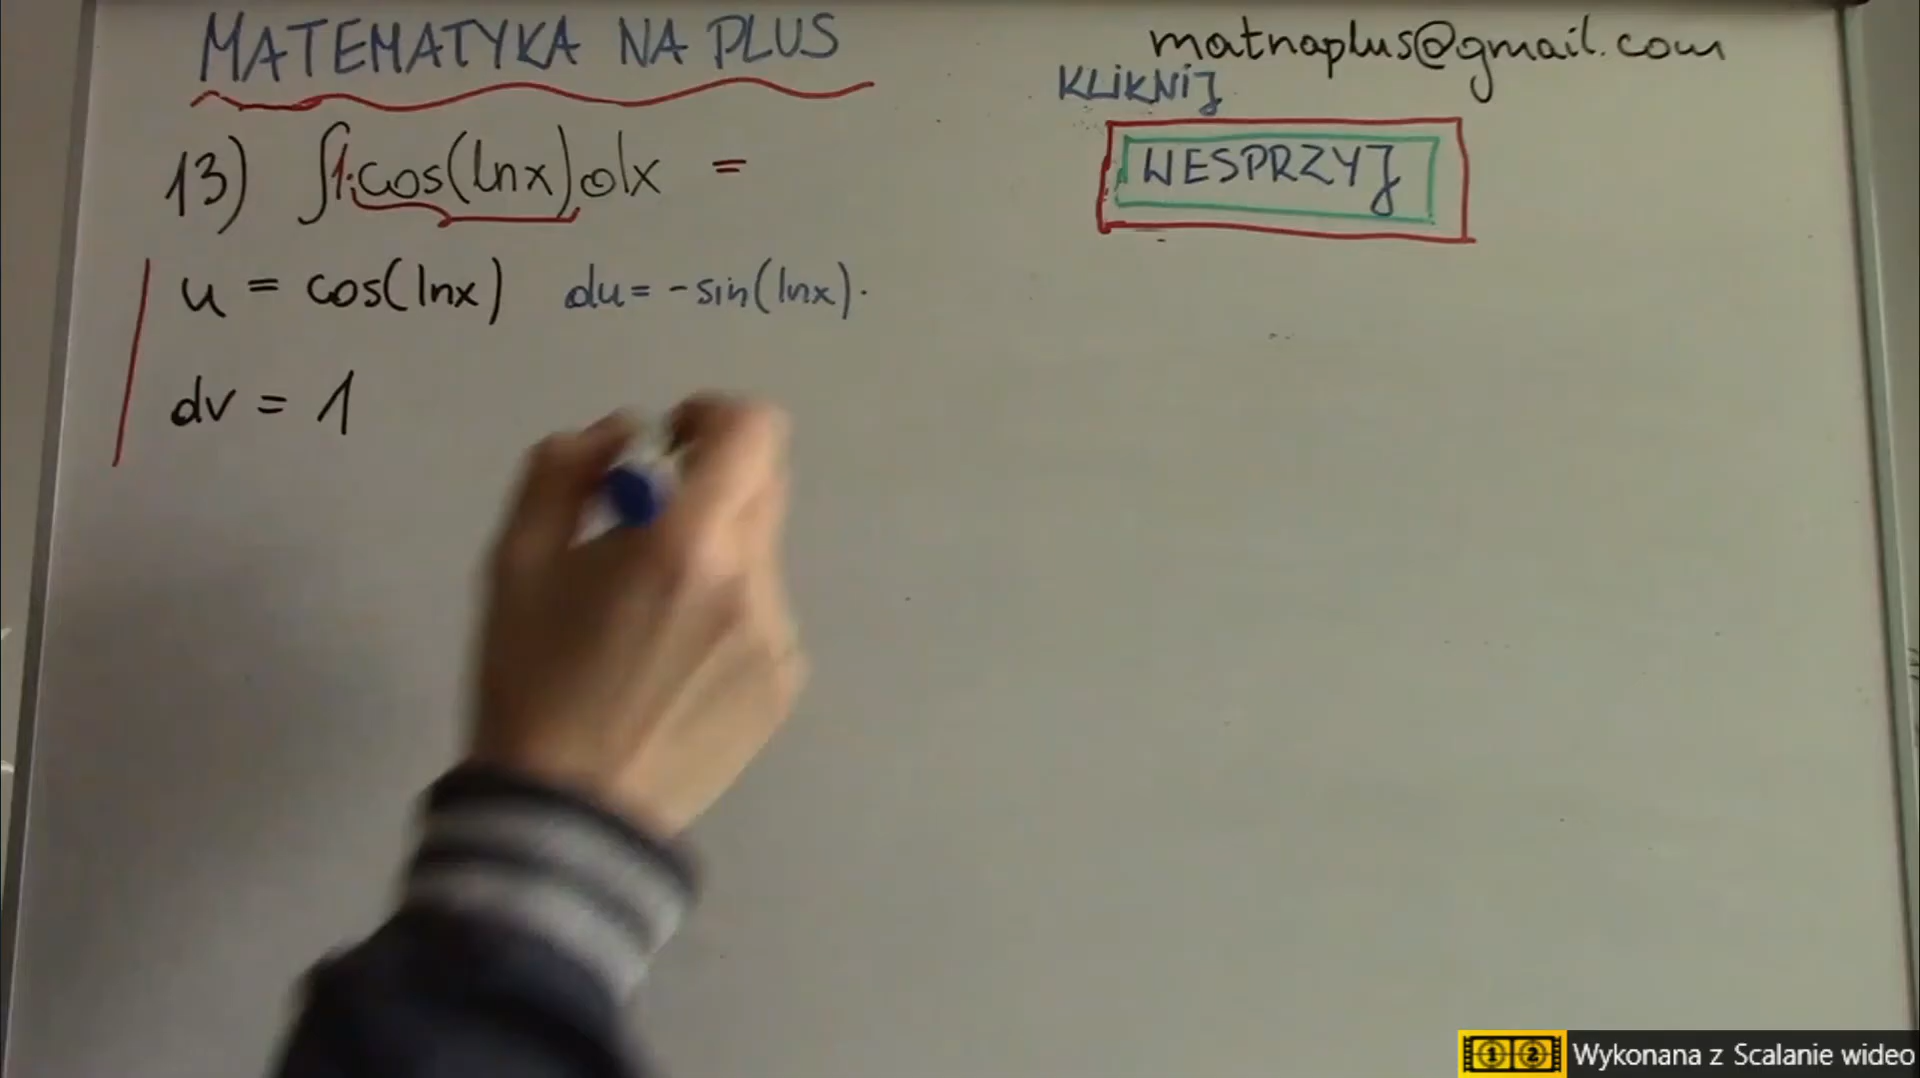 MATEMATYKA NA PLUS
matnaplus@gmail.com
KLiKNiJ
WESPRZYJ
13) ∫1·cos(lnx)dx =
u = cos(lnx) du= -sin(lnx)·
dv = 1
Wykonana z Scalanie wideo